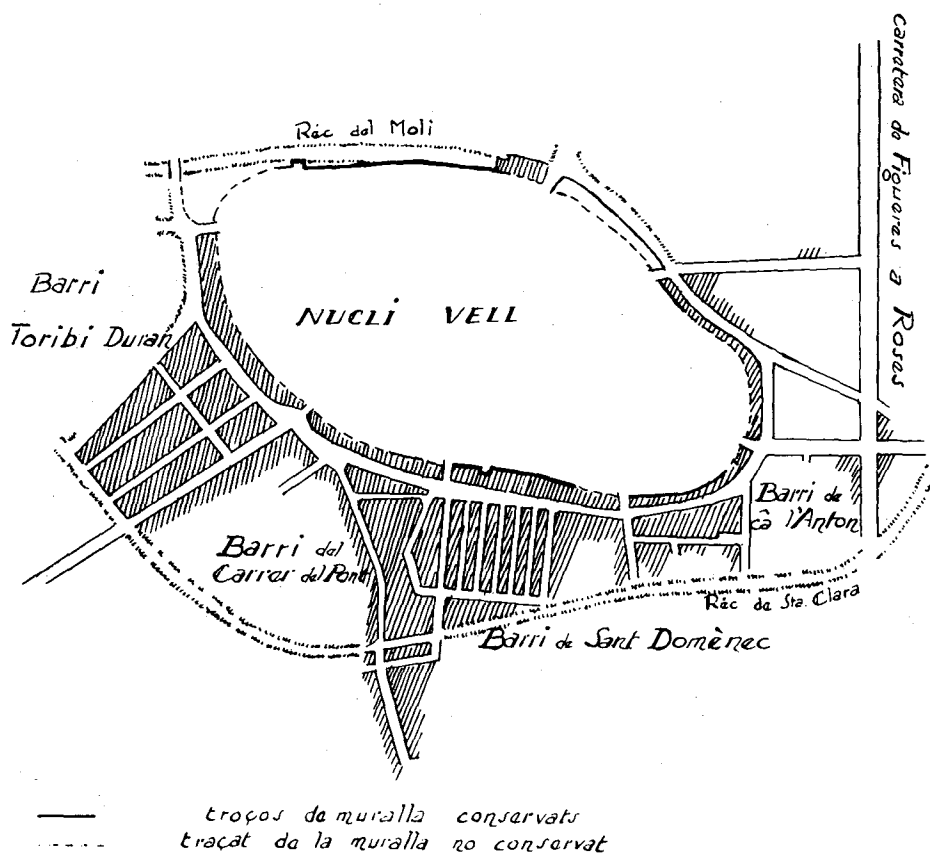 carretera de Figueres a Roses
Réc del Molí
Barri
Toribi Duran
NUCLI VELL
Barri de
câ l'Anton
Barri del
Carrer del Pont
Réc de Sta. Clara
Barri de Sant Domènec
troços de muralla conservats
traçat de la muralla no conservat